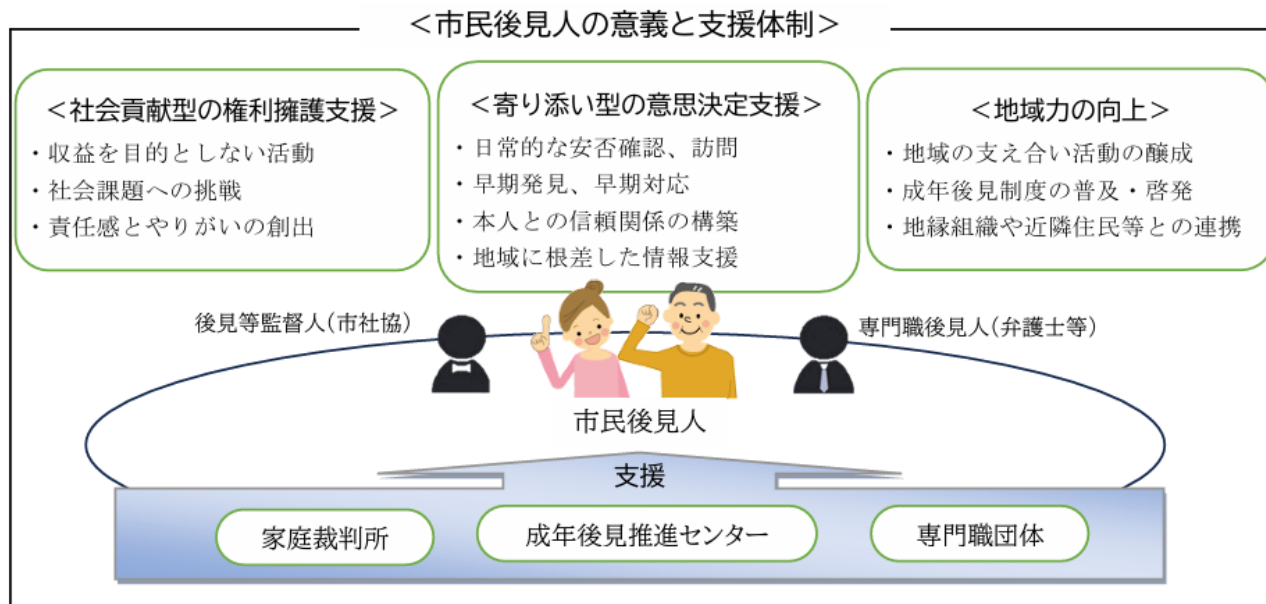 ＜市民後見人の意義と支援体制＞
＜社会貢献型の権利擁護支援＞
・収益を目的としない活動
・社会課題への挑戦
・責任感とやりがいの創出
＜寄り添い型の意思決定支援＞
・日常的な安否確認、訪問
・早期発見、早期対応
・本人との信頼関係の構築
・地域に根差した情報支援
＜地域力の向上＞
・地域の支え合い活動の醸成
・成年後見制度の普及・啓発
・地縁組織や近隣住民等との連携
後見等監督人(市社協)
専門職後見人(弁護士等)
市民後見人
支援
家庭裁判所
成年後見推進センター
専門職団体